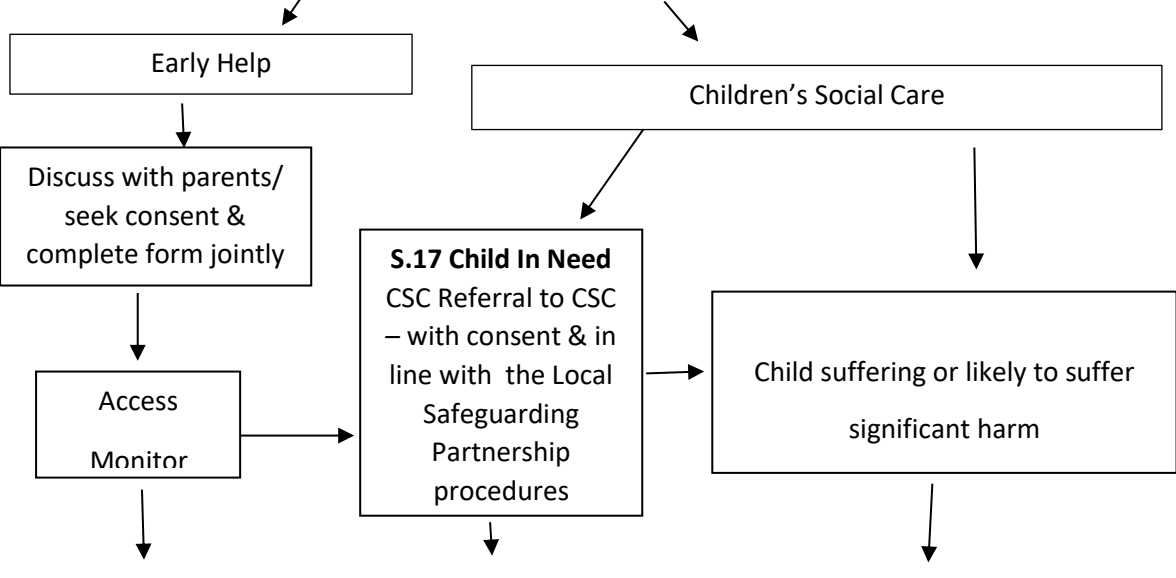 Early Help
Children’s Social Care
Discuss with parents/
seek consent &
complete form jointly
S.17 Child In Need
CSC Referral to CSC
– with consent & in
line with  the Local
Safeguarding
Partnership
procedures
Child suffering or likely to suffer
significant harm
Access
Monitor